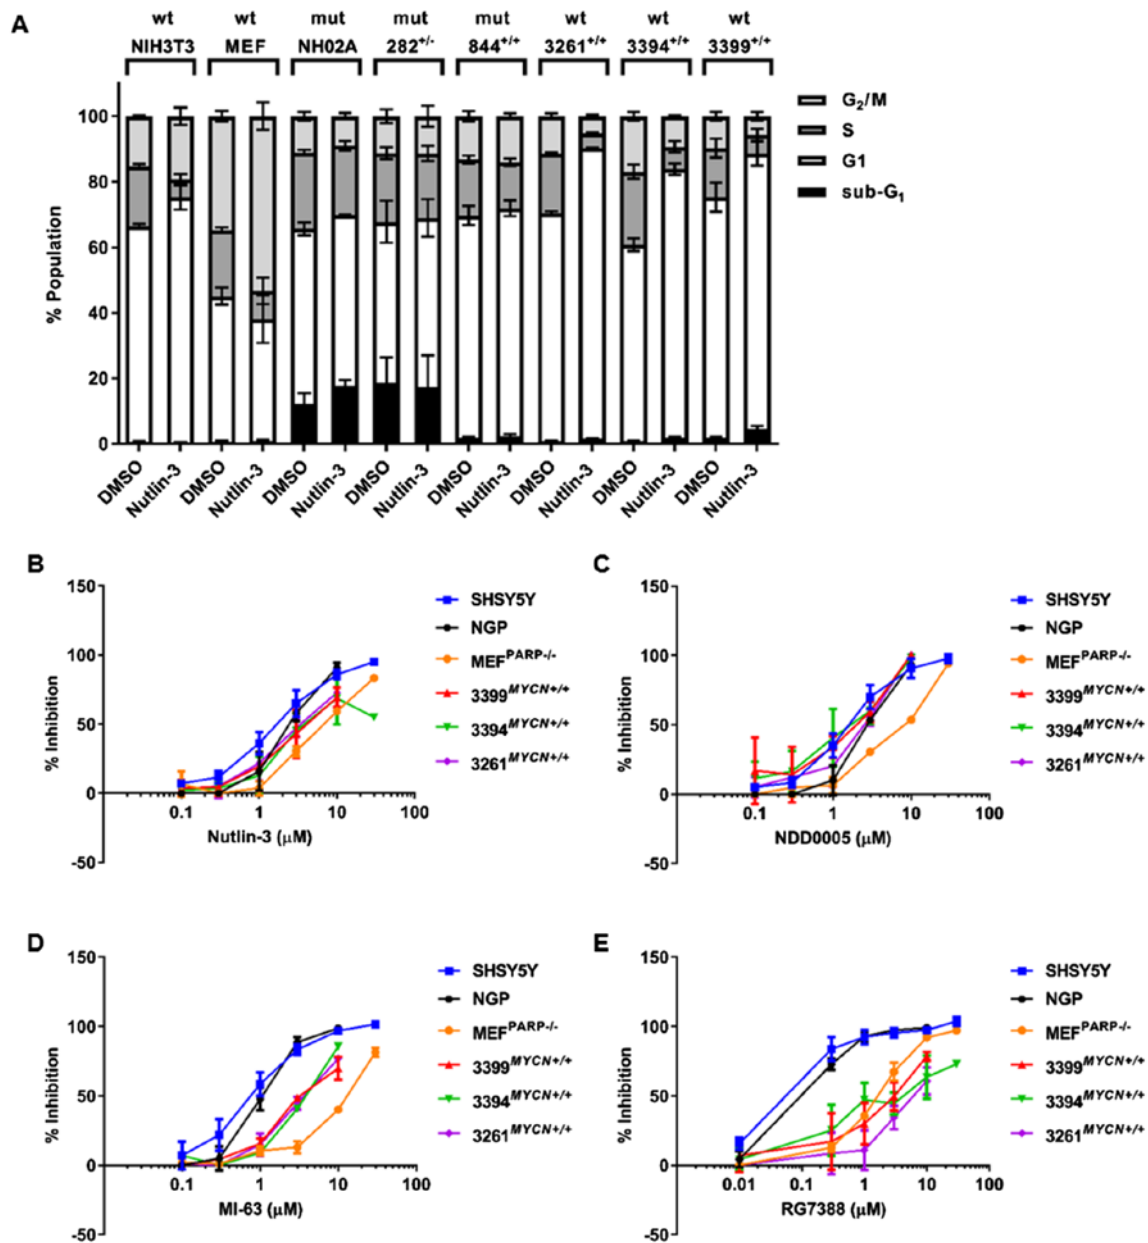 A
wt wt mut mut mut wt wt wt
NIH3T3 MEF NH02A 282+/- 844+/+ 3261+/+ 3394+/+ 3399+/+
% Population
100
80
60
40
20
0
DMSO Nutlin-3 DMSO Nutlin-3 DMSO Nutlin-3 DMSO Nutlin-3 DMSO Nutlin-3 DMSO Nutlin-3 DMSO Nutlin-3 DMSO Nutlin-3
G2/M
S
G1
sub-G1
B
% Inhibition
150
100
50
0
-50
0.1 1 10 100
Nutlin-3 (μM)
SHSY5Y
NGP
MEFPARP-/-
3399MYCN+/+
3394MYCN+/+
3261MYCN+/+
C
% Inhibition
150
100
50
0
-50
0.1 1 10 100
NDD0005 (μM)
SHSY5Y
NGP
MEFPARP-/-
3399MYCN+/+
3394MYCN+/+
3261MYCN+/+
D
% Inhibition
150
100
50
0
-50
0.1 1 10 100
MI-63 (μM)
SHSY5Y
NGP
MEFPARP-/-
3399MYCN+/+
3394MYCN+/+
3261MYCN+/+
E
% Inhibition
150
100
50
0
-50
0.01 0.1 1 10 100
RG7388 (μM)
SHSY5Y
NGP
MEFPARP-/-
3399MYCN+/+
3394MYCN+/+
3261MYCN+/+